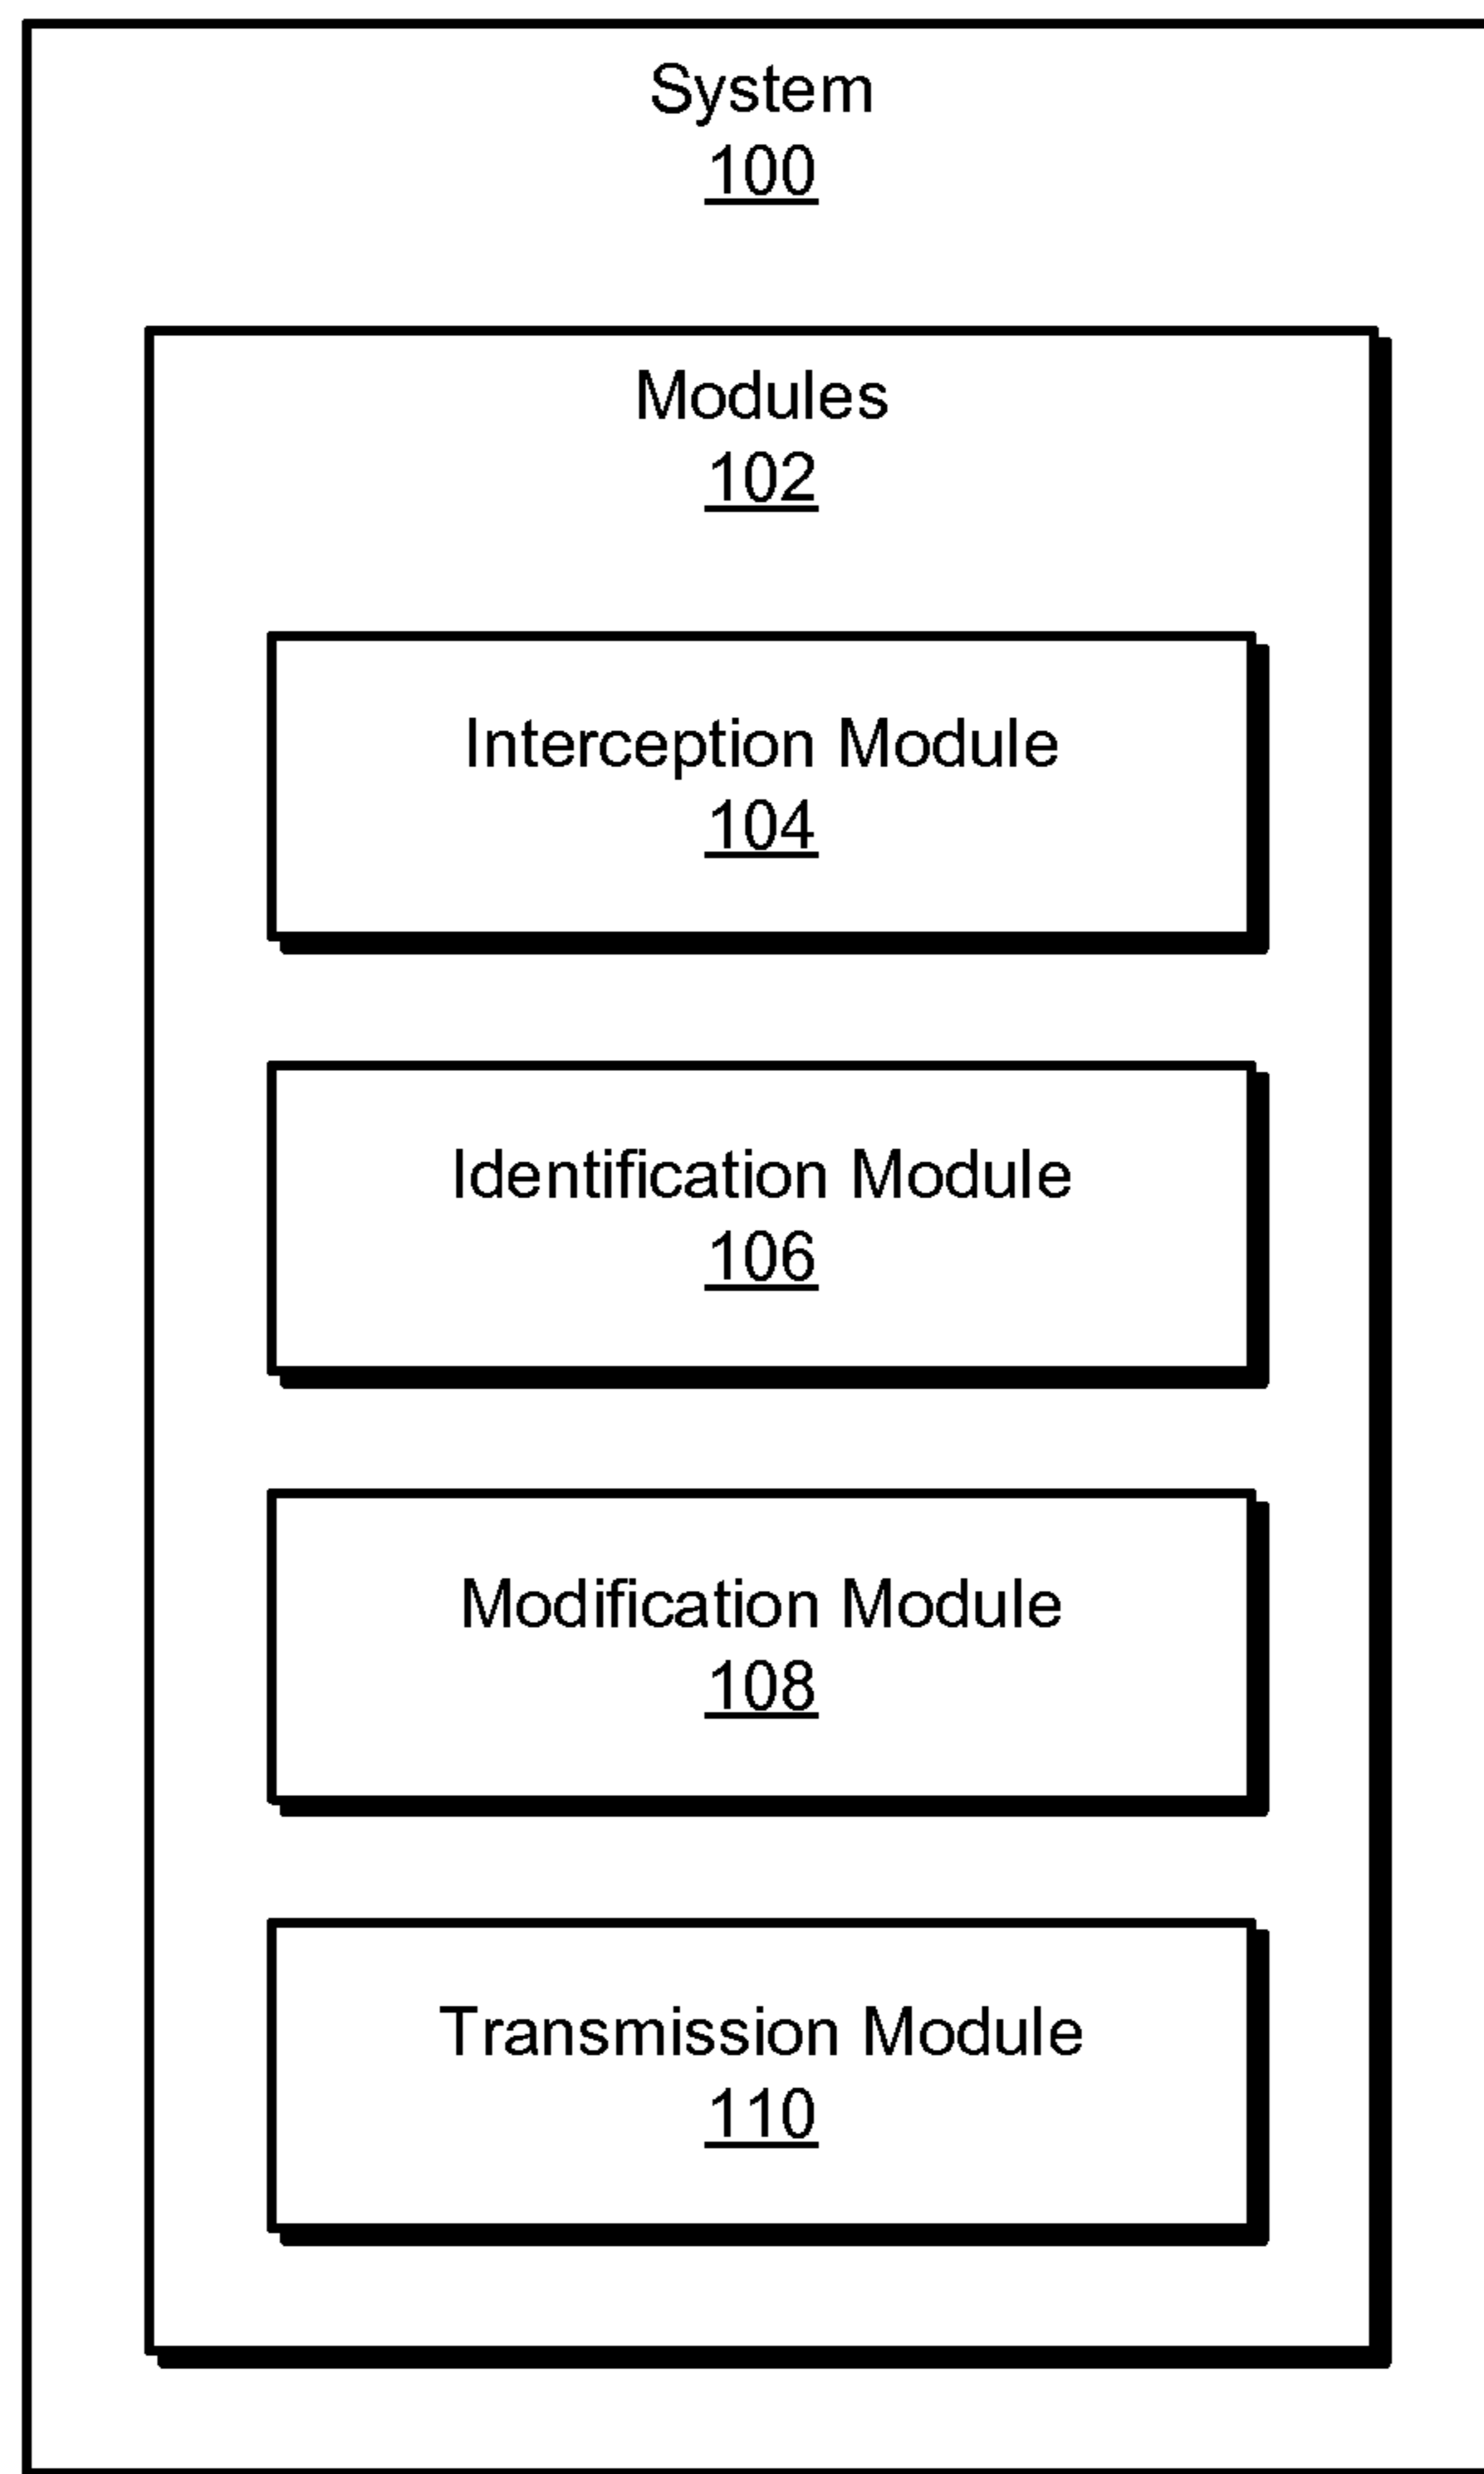 System
100
Modules
102
Interception Module
104
Identification Module
106
Modification Module
108
Transmission Module
110